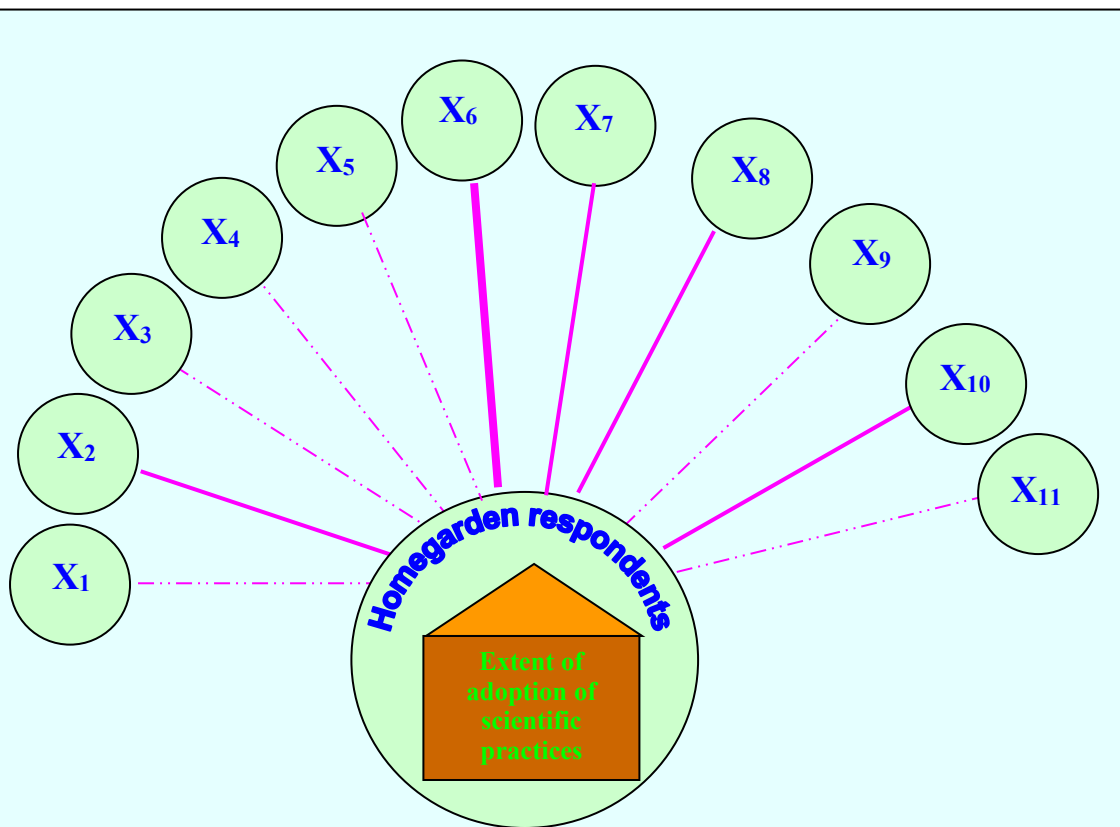 X1
X2
X3
X4
X5
X6
X7
X8
X9
X10
X11
Homegarden respondents
Extent of
adoption of
scientific
practices